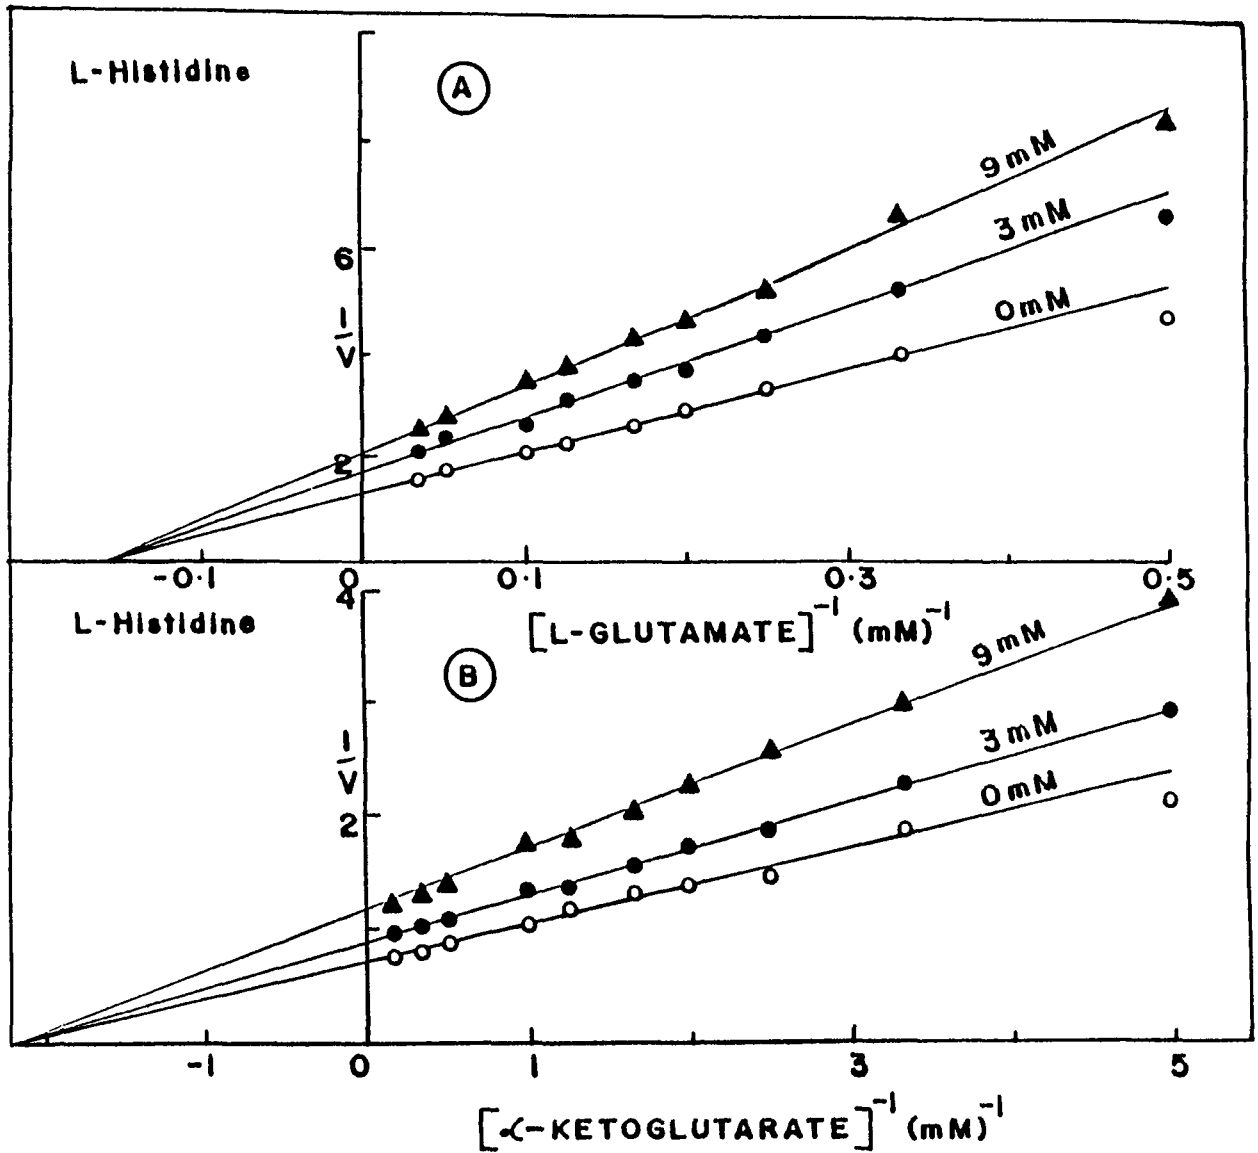 L-Histidine
A
9 mM
3 mM
0 mM
6
1
V
2
-0·1 0 0·1 0·3 0·5
[L-GLUTAMATE]⁻¹ (mM)⁻¹
L-Histidine
B
4
9 mM
3 mM
0 mM
1
V
2
-1 0 1 3 5
[α-KETOGLUTARATE]⁻¹ (mM)⁻¹